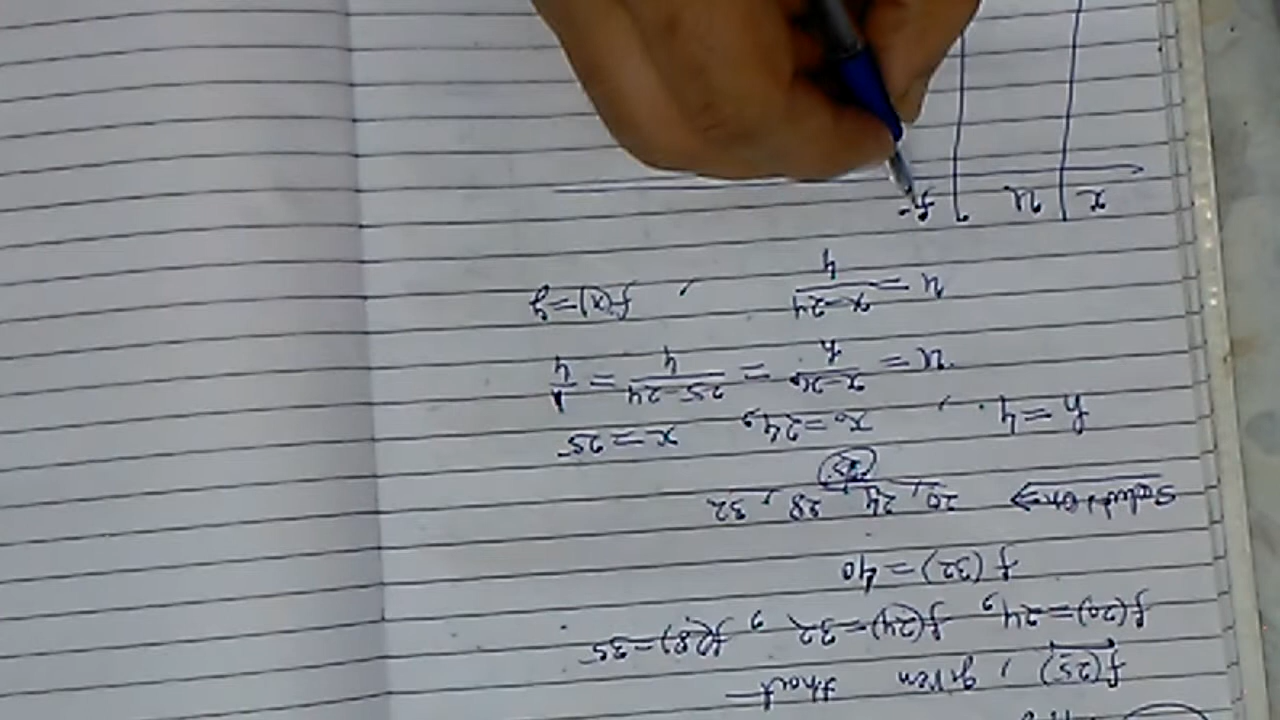 f(25), given that —
f(20)=24, f(24)=32, f(28)=35
f(32)=40
Solution ⇒ 20, 24, 28, 32
25
h=4, x₀=24, x=25
u = (x-x₀)/h = (25-24)/4 = 1/4
u = (x-24)/4, f(x)=y
x | u |